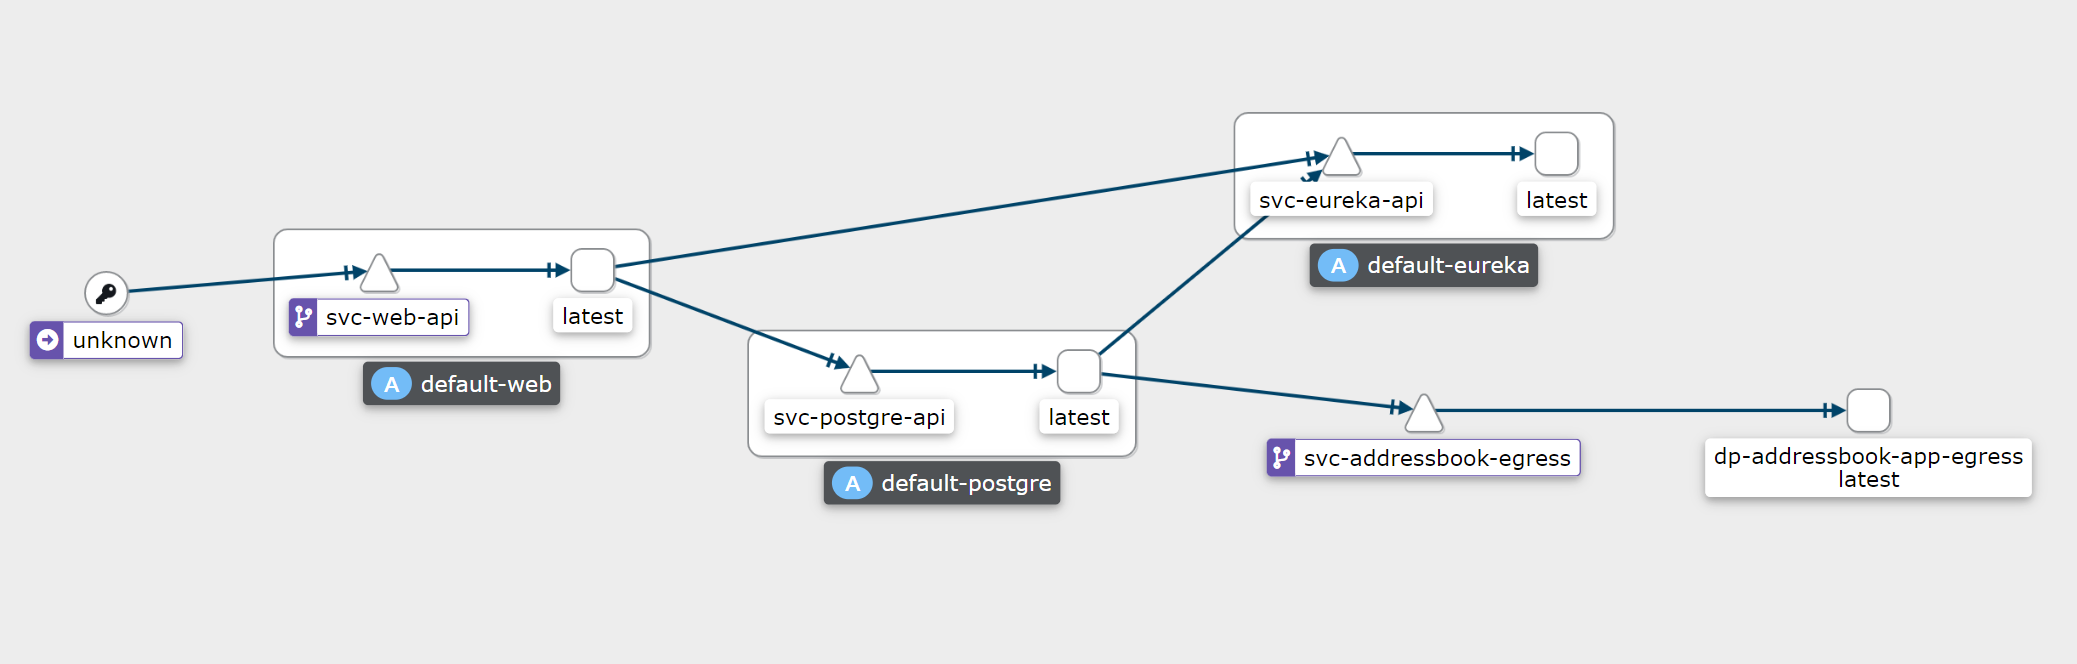 unknown
svc-web-api
latest
A default-web
svc-postgre-api
latest
A default-postgre
svc-eureka-api
latest
A default-eureka
svc-addressbook-egress
dp-addressbook-app-egress
latest